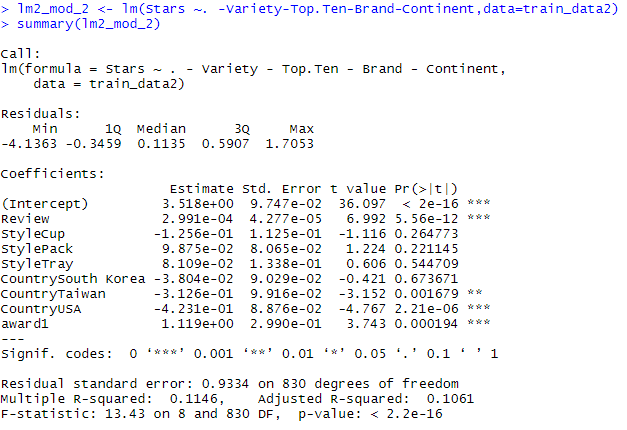 > lm2_mod_2 <- lm(Stars ~. -Variety-Top.Ten-Brand-Continent,data=train_data2)
> summary(lm2_mod_2)
Call:
lm(formula = Stars ~ . - Variety - Top.Ten - Brand - Continent,
    data = train_data2)
Residuals:
    Min      1Q  Median      3Q     Max
-4.1363 -0.3459  0.1135  0.5907  1.7053
Coefficients:
                     Estimate Std. Error t value Pr(>|t|)
(Intercept)         3.518e+00  9.747e-02  36.097  < 2e-16 ***
Review              2.991e-04  4.277e-05   6.992 5.56e-12 ***
StyleCup           -1.256e-01  1.125e-01  -1.116 0.264773
StylePack           9.875e-02  8.065e-02   1.224 0.221145
StyleTray           8.109e-02  1.338e-01   0.606 0.544709
CountrySouth Korea -3.804e-02  9.029e-02  -0.421 0.673671
CountryTaiwan      -3.126e-01  9.916e-02  -3.152 0.001679 **
CountryUSA         -4.231e-01  8.876e-02  -4.767 2.21e-06 ***
award1              1.119e+00  2.990e-01   3.743 0.000194 ***
---
Signif. codes:  0 ‘***’ 0.001 ‘**’ 0.01 ‘*’ 0.05 ‘.’ 0.1 ‘ ’ 1
Residual standard error: 0.9334 on 830 degrees of freedom
Multiple R-squared:  0.1146,    Adjusted R-squared:  0.1061
F-statistic: 13.43 on 8 and 830 DF,  p-value: < 2.2e-16